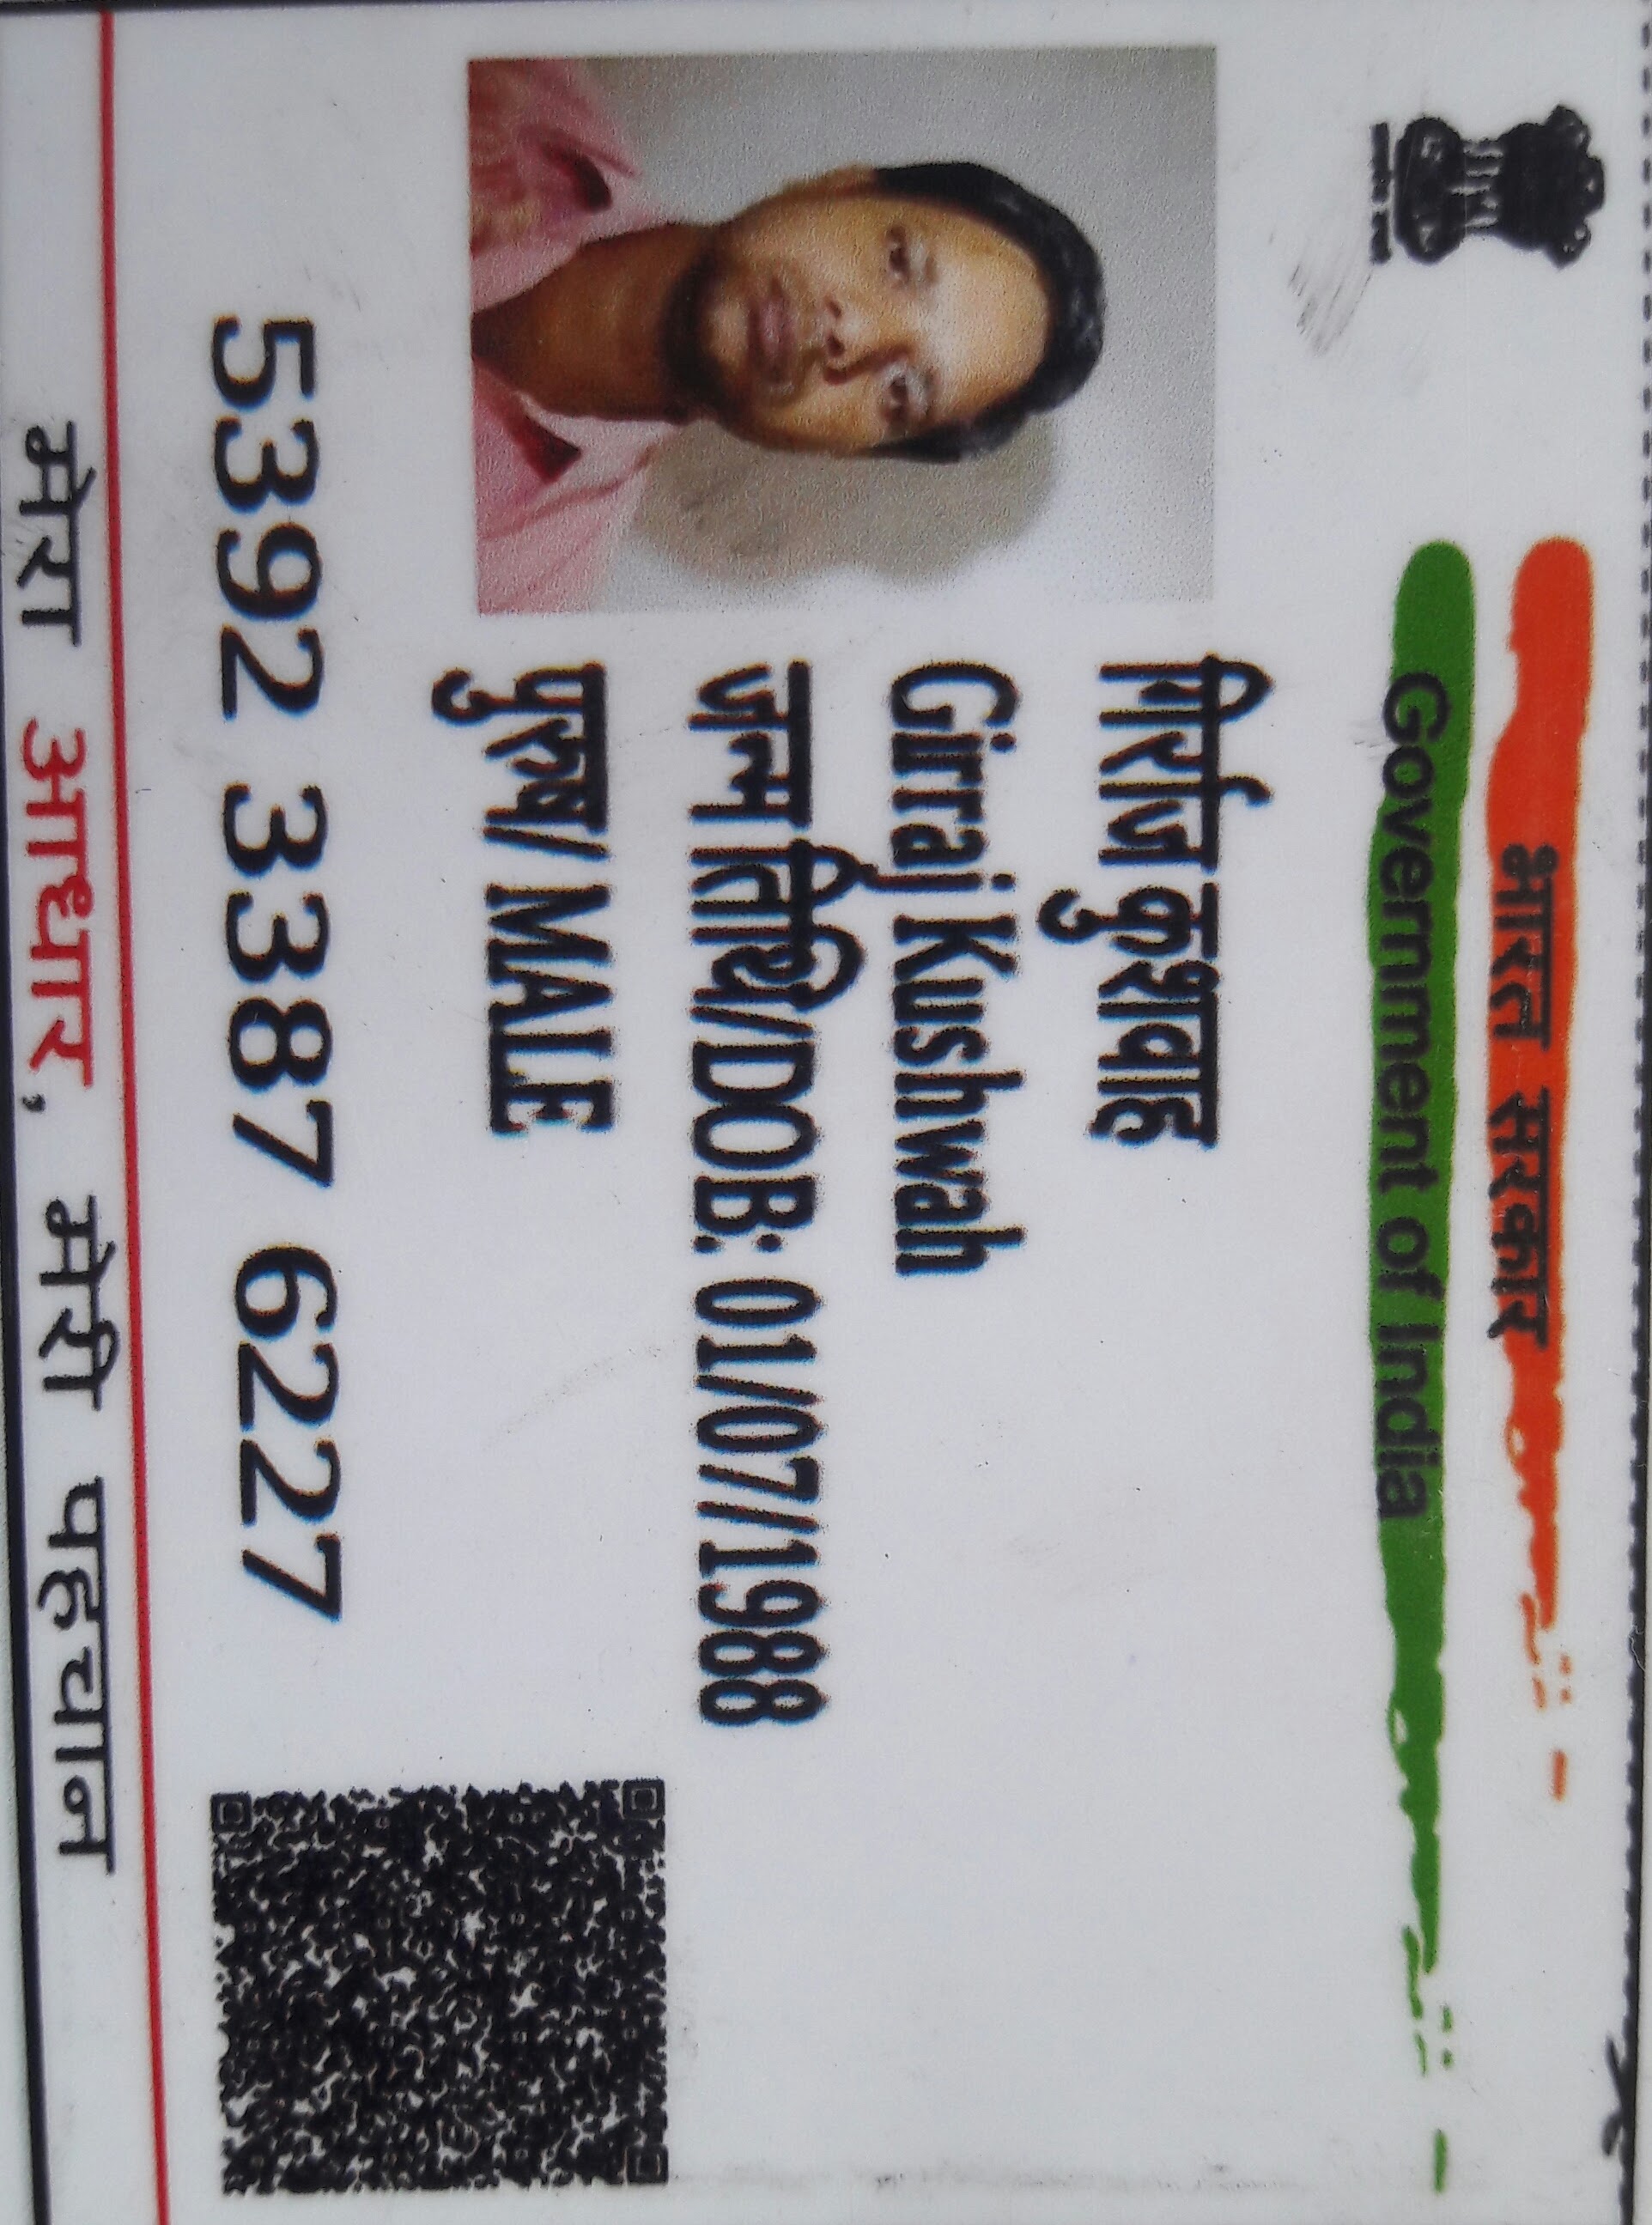 भारत सरकार
Government of India
गिर्राज कुशवाह
Girraj Kushwah
जन्म तिथि/DOB: 01/07/1988
पुरुष/ MALE
5392 3387 6227
मेरा आधार, मेरी पहचान